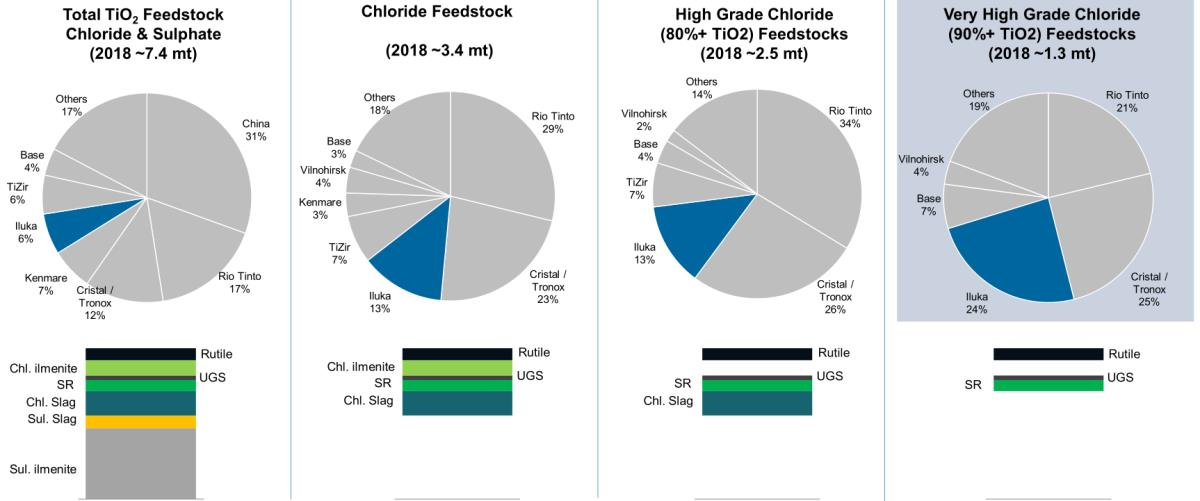 Total TiO2 Feedstock
Chloride & Sulphate
(2018 ~7.4 mt)
Others
17%
China
31%
Base
4%
TiZir
6%
Iluka
6%
Kenmare
7%
Cristal /
Tronox
12%
Rio Tinto
17%
Rutile
Chl. ilmenite
UGS
SR
Chl. Slag
Sul. Slag
Sul. ilmenite
Chloride Feedstock
(2018 ~3.4 mt)
Others
18%
Rio Tinto
29%
Base
3%
Vilnohirsk
4%
Kenmare
3%
TiZir
7%
Iluka
13%
Cristal /
Tronox
23%
Rutile
Chl. ilmenite
UGS
SR
Chl. Slag
High Grade Chloride
(80%+ TiO2) Feedstocks
(2018 ~2.5 mt)
Others
14%
Rio Tinto
34%
Vilnohirsk
2%
Base
4%
TiZir
7%
Iluka
13%
Cristal /
Tronox
26%
Rutile
UGS
SR
Chl. Slag
Very High Grade Chloride
(90%+ TiO2) Feedstocks
(2018 ~1.3 mt)
Others
19%
Rio Tinto
21%
Vilnohirsk
4%
Base
7%
Iluka
24%
Cristal /
Tronox
25%
Rutile
UGS
SR